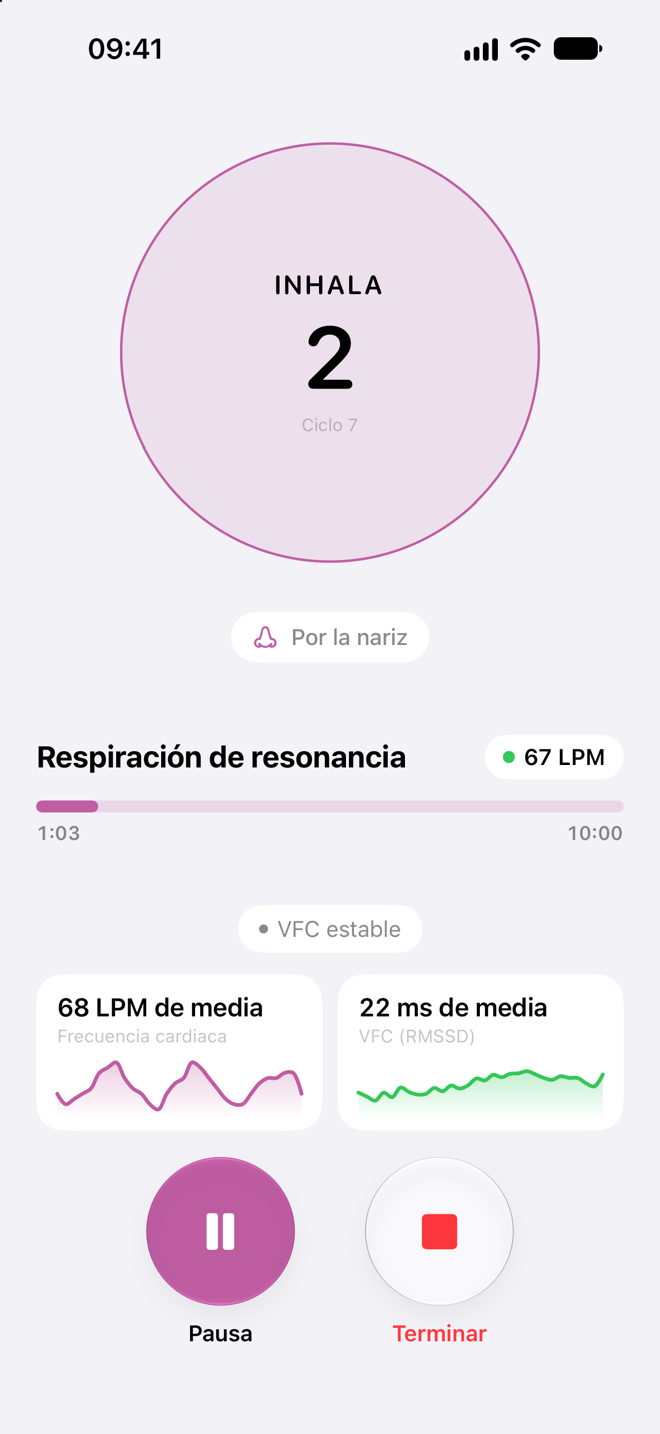 09:41
INHALA
2
Ciclo 7
Por la nariz
Respiración de resonancia
67 LPM
1:03
10:00
VFC estable
68 LPM de media
Frecuencia cardiaca
22 ms de media
VFC (RMSSD)
Pausa
Terminar